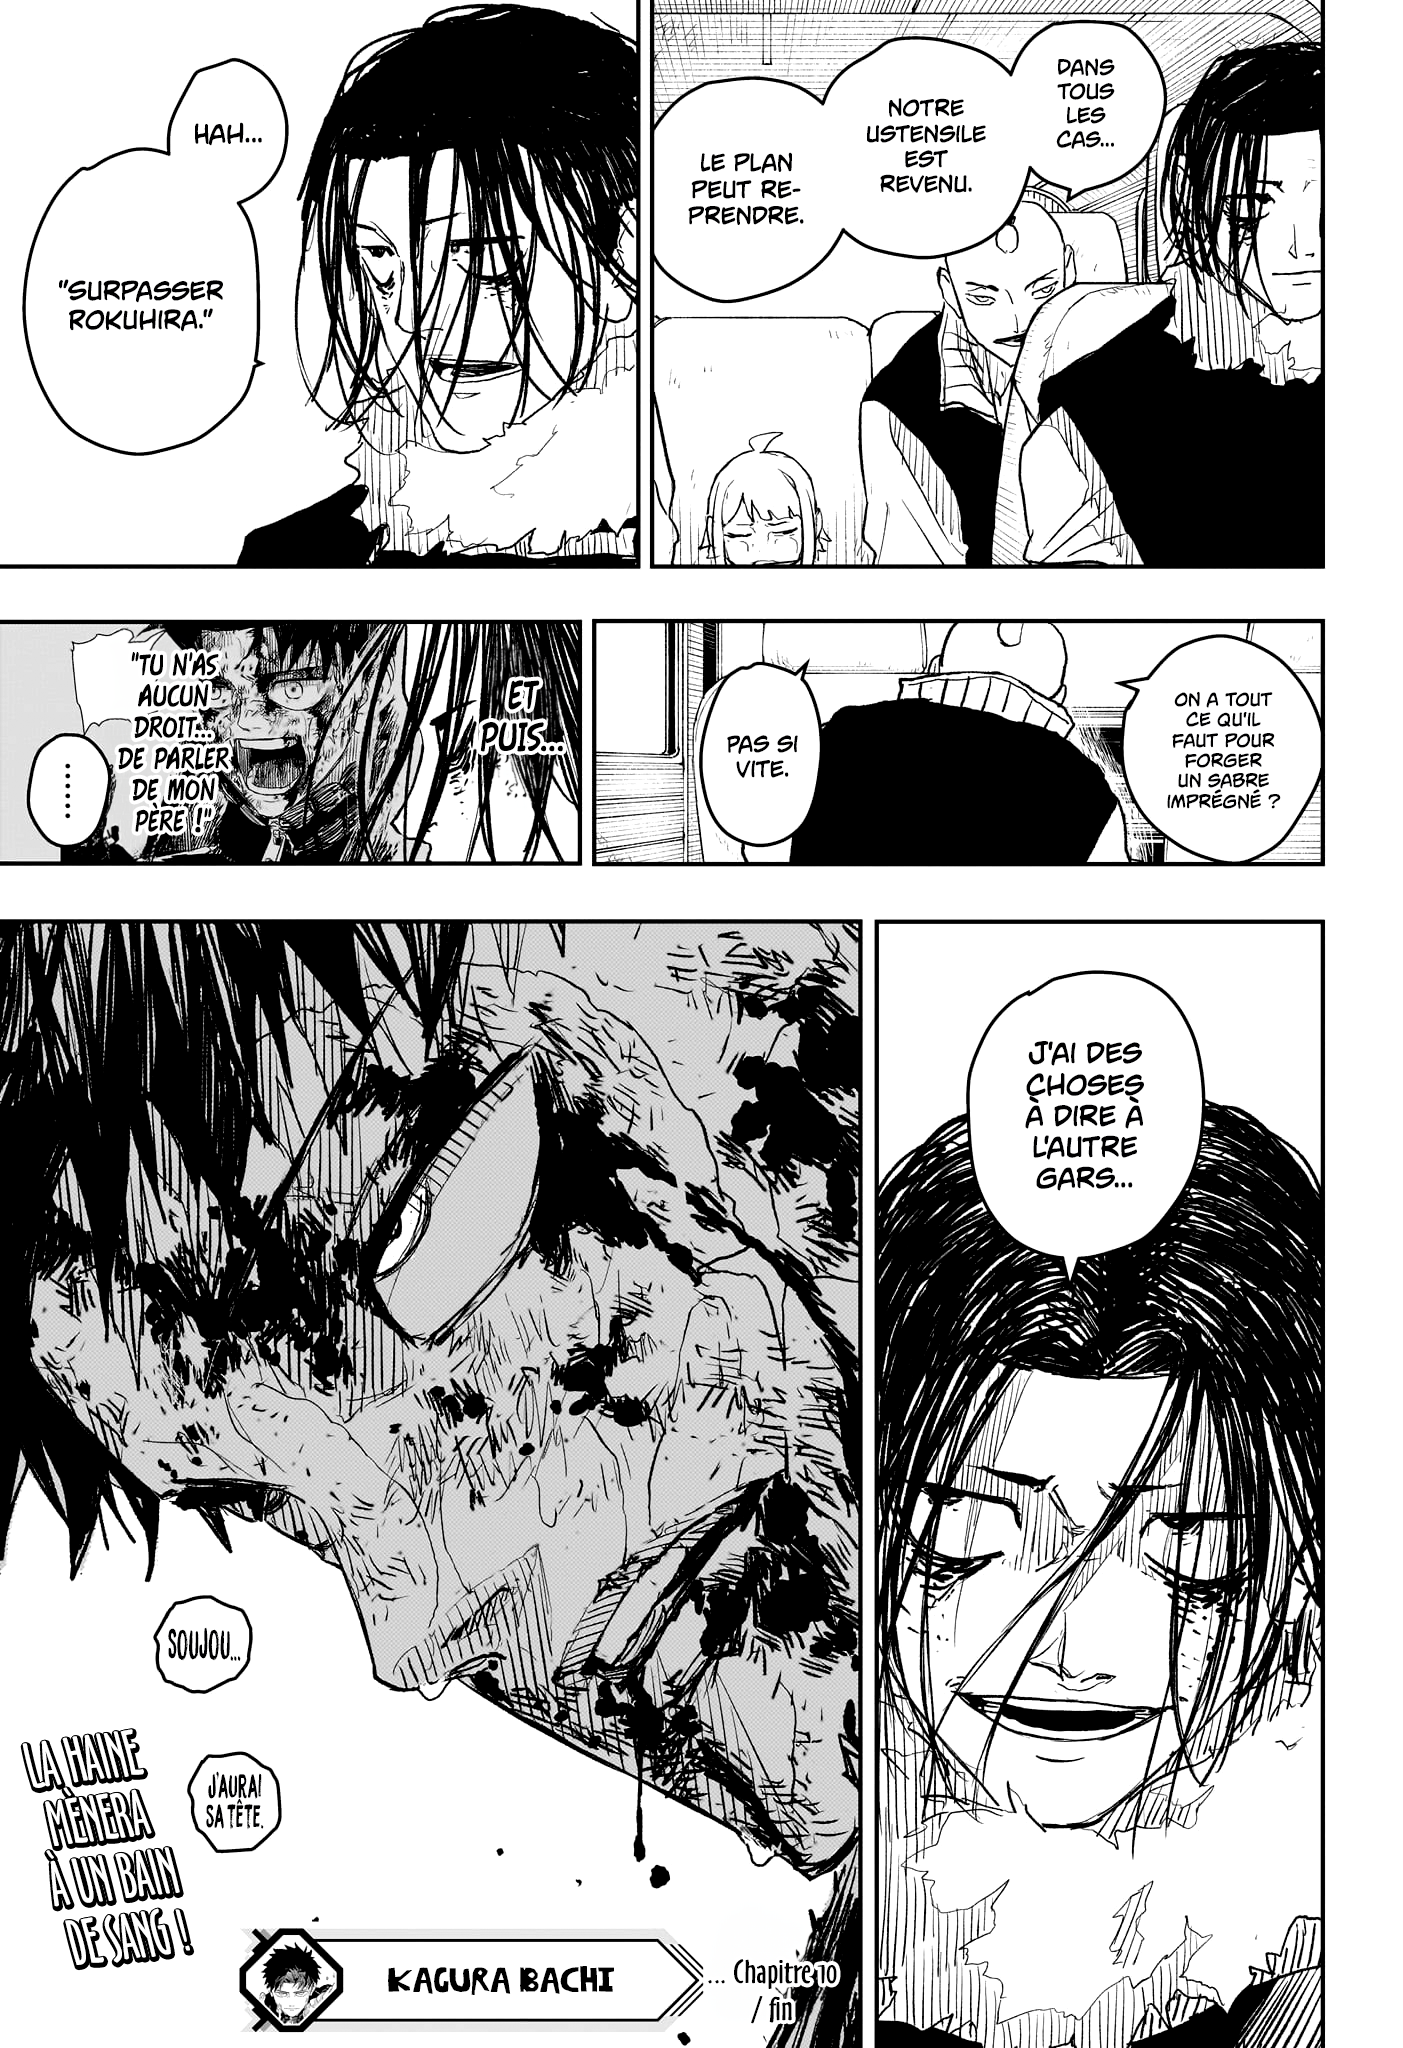 DANS
TOUS
LES
CAS...
NOTRE
USTENSILE
EST
REVENU.
LE PLAN
PEUT RE-
PRENDRE.
HAH...
"SURPASSER
ROKUHIRA."
ON A TOUT
CE QU'IL
FAUT POUR
FORGER
UN SABRE
IMPRÉGNÉ ?
PAS SI
VITE.
ET
PUIS...
"TU N'AS
AUCUN
DROIT...
DE PARLER
DE MON
PÈRE !"
......
J'AI DES
CHOSES
À DIRE À
L'AUTRE
GARS...
SOUJOU...
J'AURAI
SA TÊTE.
LA HAINE
MÈNERA
À UN BAIN
DE SANG !
KAGURA BACHI
... Chapitre 10
/ fin